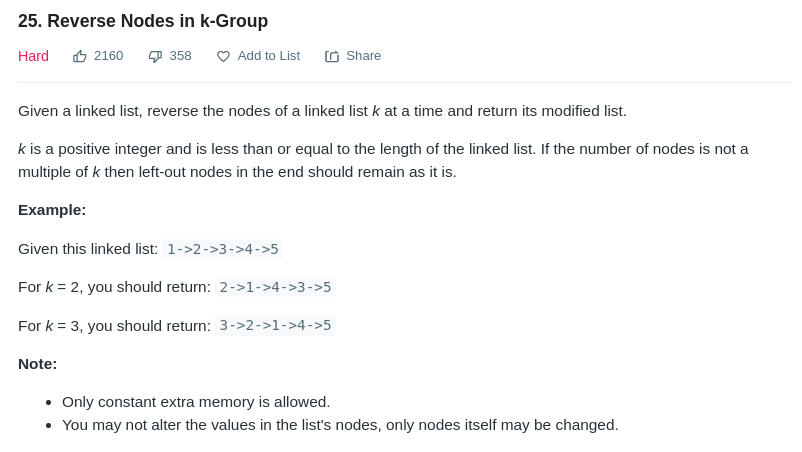 25. Reverse Nodes in k-Group
Hard 2160 358 Add to List Share
Given a linked list, reverse the nodes of a linked list k at a time and return its modified list.
k is a positive integer and is less than or equal to the length of the linked list. If the number of nodes is not a
multiple of k then left-out nodes in the end should remain as it is.
Example:
Given this linked list: 1->2->3->4->5
For k = 2, you should return: 2->1->4->3->5
For k = 3, you should return: 3->2->1->4->5
Note:
• Only constant extra memory is allowed.
• You may not alter the values in the list's nodes, only nodes itself may be changed.